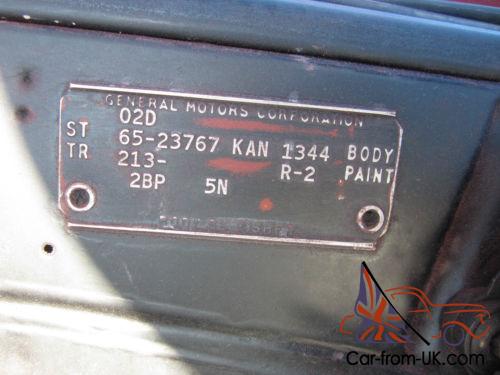 GENERAL MOTORS CORPORATION
02D
ST 65-23767 KAN 1344 BODY
TR 213- R-2 PAINT
2BP 5N
Car-from-UK.com